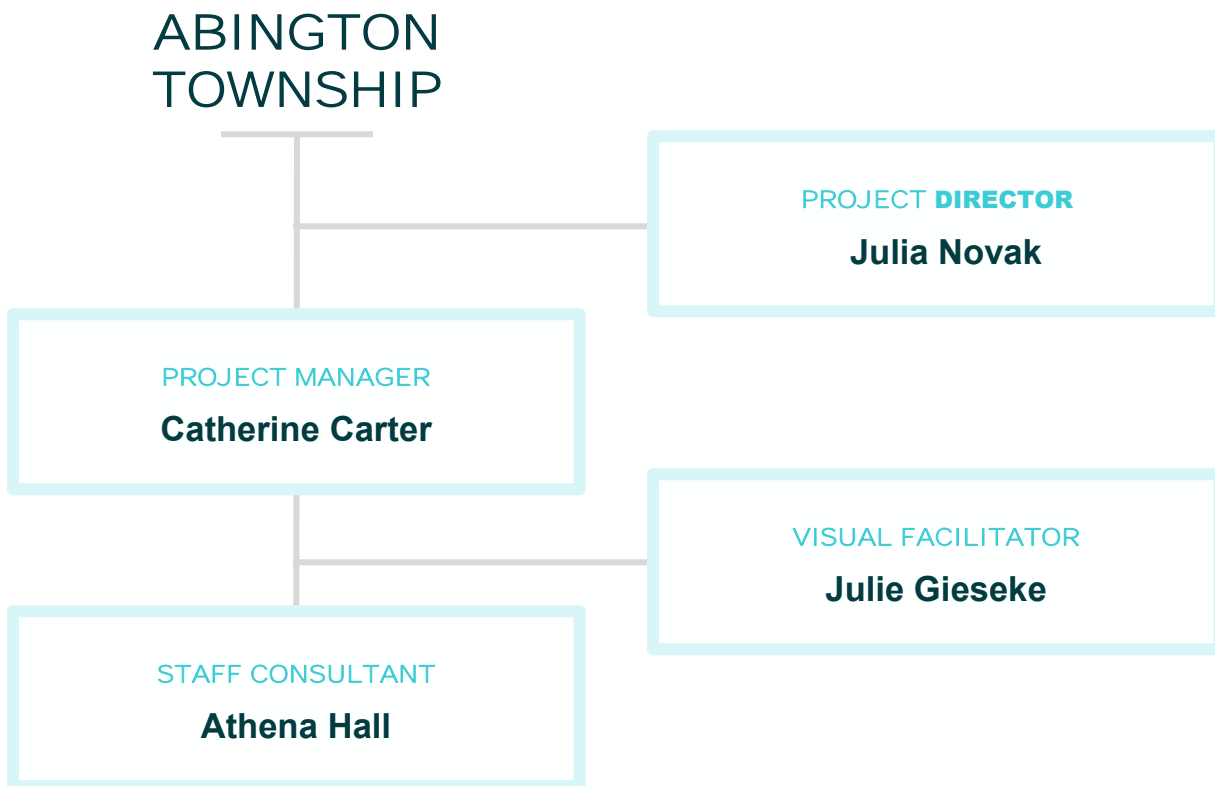 ABINGTON
TOWNSHIP
PROJECT DIRECTOR
Julia Novak
PROJECT MANAGER
Catherine Carter
VISUAL FACILITATOR
Julie Gieseke
STAFF CONSULTANT
Athena Hall